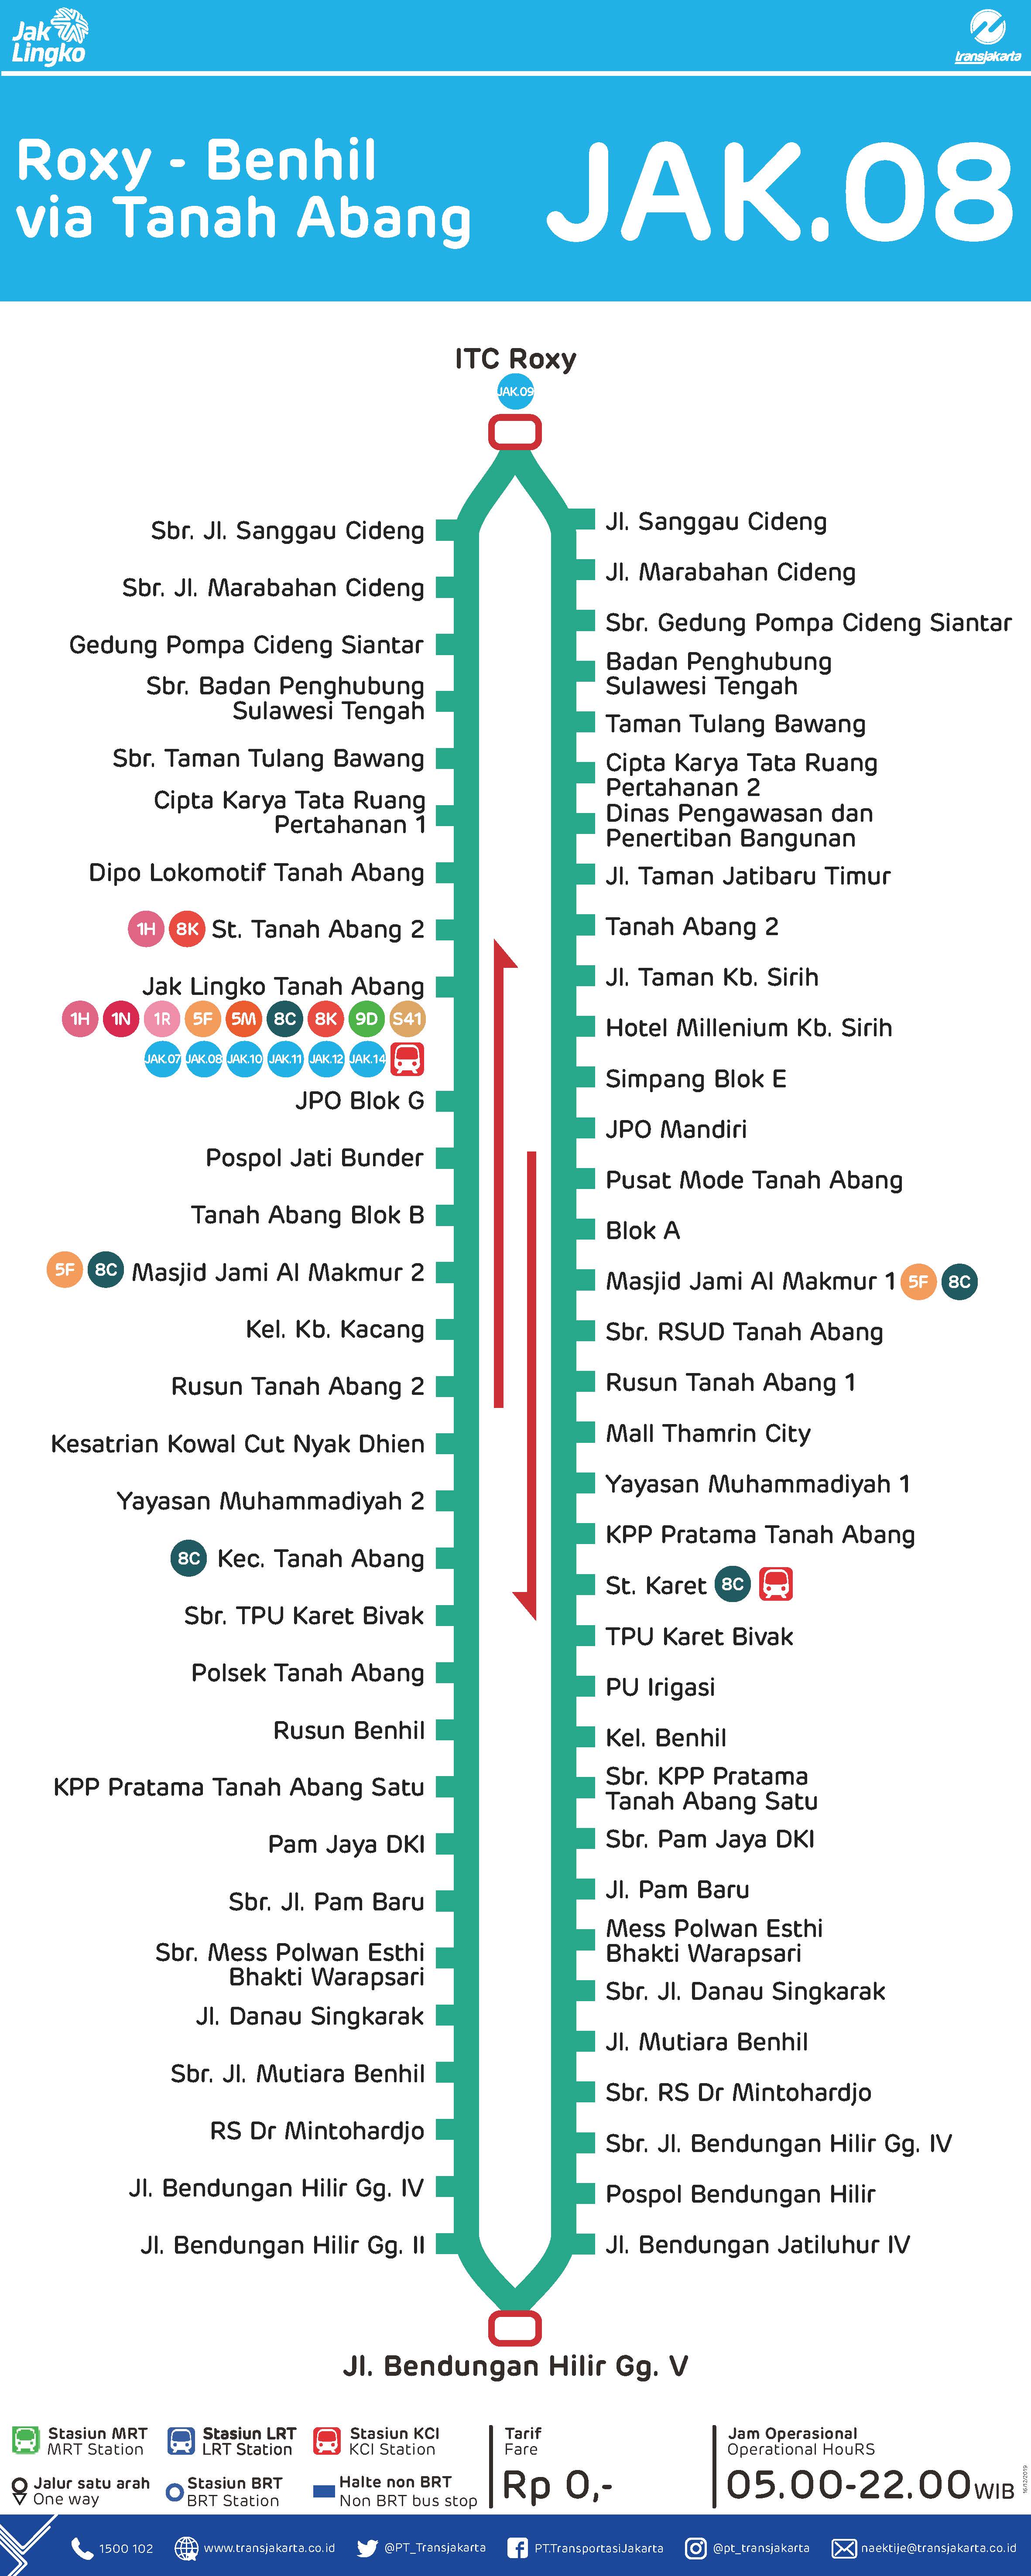 Jak
Lingko
transjakarta
Roxy - Benhil
via Tanah Abang
JAK.08
ITC Roxy
JAK.09
Sbr. Jl. Sanggau Cideng
Sbr. Jl. Marabahan Cideng
Gedung Pompa Cideng Siantar
Sbr. Badan Penghubung
Sulawesi Tengah
Sbr. Taman Tulang Bawang
Cipta Karya Tata Ruang
Pertahanan 1
Dipo Lokomotif Tanah Abang
1H 8K St. Tanah Abang 2
Jak Lingko Tanah Abang
1H 1N 1R 5F 5M 8C 8K 9D S41
JAK.07 JAK.08 JAK.10 JAK.11 JAK.12 JAK.14
JPO Blok G
Pospol Jati Bunder
Tanah Abang Blok B
5F 8C Masjid Jami Al Makmur 2
Kel. Kb. Kacang
Rusun Tanah Abang 2
Kesatrian Kowal Cut Nyak Dhien
Yayasan Muhammadiyah 2
8C Kec. Tanah Abang
Sbr. TPU Karet Bivak
Polsek Tanah Abang
Rusun Benhil
KPP Pratama Tanah Abang Satu
Pam Jaya DKI
Sbr. Jl. Pam Baru
Sbr. Mess Polwan Esthi
Bhakti Warapsari
Jl. Danau Singkarak
Sbr. Jl. Mutiara Benhil
RS Dr Mintohardjo
Jl. Bendungan Hilir Gg. IV
Jl. Bendungan Hilir Gg. II
Jl. Sanggau Cideng
Jl. Marabahan Cideng
Sbr. Gedung Pompa Cideng Siantar
Badan Penghubung
Sulawesi Tengah
Taman Tulang Bawang
Cipta Karya Tata Ruang
Pertahanan 2
Dinas Pengawasan dan
Penertiban Bangunan
Jl. Taman Jatibaru Timur
Tanah Abang 2
Jl. Taman Kb. Sirih
Hotel Millenium Kb. Sirih
Simpang Blok E
JPO Mandiri
Pusat Mode Tanah Abang
Blok A
Masjid Jami Al Makmur 1 5F 8C
Sbr. RSUD Tanah Abang
Rusun Tanah Abang 1
Mall Thamrin City
Yayasan Muhammadiyah 1
KPP Pratama Tanah Abang
St. Karet 8C
TPU Karet Bivak
PU Irigasi
Kel. Benhil
Sbr. KPP Pratama
Tanah Abang Satu
Sbr. Pam Jaya DKI
Jl. Pam Baru
Mess Polwan Esthi
Bhakti Warapsari
Sbr. Jl. Danau Singkarak
Jl. Mutiara Benhil
Sbr. RS Dr Mintohardjo
Sbr. Jl. Bendungan Hilir Gg. IV
Pospol Bendungan Hilir
Jl. Bendungan Jatiluhur IV
Jl. Bendungan Hilir Gg. V
Stasiun MRT
MRT Station
Stasiun LRT
LRT Station
Stasiun KCI
KCI Station
Jalur satu arah
One way
Stasiun BRT
BRT Station
Halte non BRT
Non BRT bus stop
Tarif
Fare
Rp 0,-
Jam Operasional
Operational HouRS
05.00-22.00 WIB
16/12/2019
1500 102
www.transjakarta.co.id
@PT_Transjakarta
PT.TransportasiJakarta
@pt_transjakarta
naektije@transjakarta.co.id